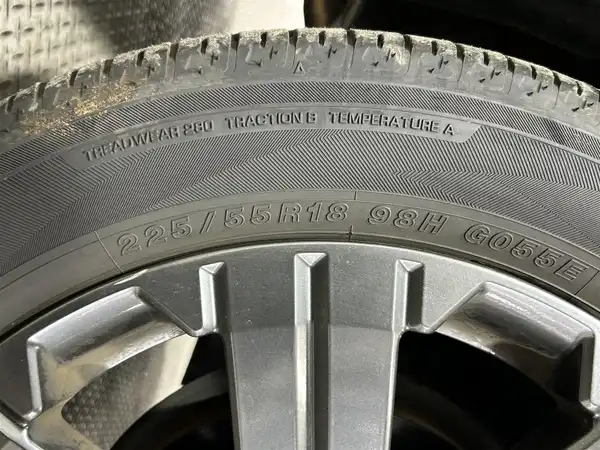 TREADWEAR 260 TRACTION B TEMPERATURE A
225/55R18 98H G055E